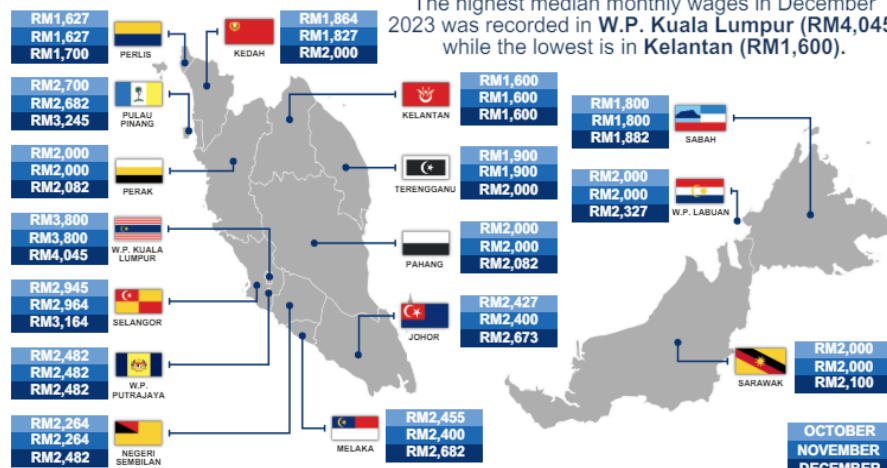 The highest median monthly wages in December
2023 was recorded in W.P. Kuala Lumpur (RM4,045
while the lowest is in Kelantan (RM1,600).
RM1,627
RM1,627
RM1,700
PERLIS
KEDAH
RM1,864
RM1,827
RM2,000
RM2,700
RM2,682
RM3,245
PULAU
PINANG
RM2,000
RM2,000
RM2,082
PERAK
RM3,800
RM3,800
RM4,045
W.P. KUALA
LUMPUR
RM2,945
RM2,964
RM3,164
SELANGOR
RM2,482
RM2,482
RM2,482
W.P.
PUTRAJAYA
RM2,264
RM2,264
RM2,482
NEGERI
SEMBILAN
KELANTAN
RM1,600
RM1,600
RM1,600
TERENGGANU
RM1,900
RM1,900
RM2,000
PAHANG
RM2,000
RM2,000
RM2,082
JOHOR
RM2,427
RM2,400
RM2,673
MELAKA
RM2,455
RM2,400
RM2,682
RM1,800
RM1,800
RM1,882
SABAH
RM2,000
RM2,000
RM2,327
W.P. LABUAN
SARAWAK
RM2,000
RM2,000
RM2,100
OCTOBER
NOVEMBER
DECEMBER